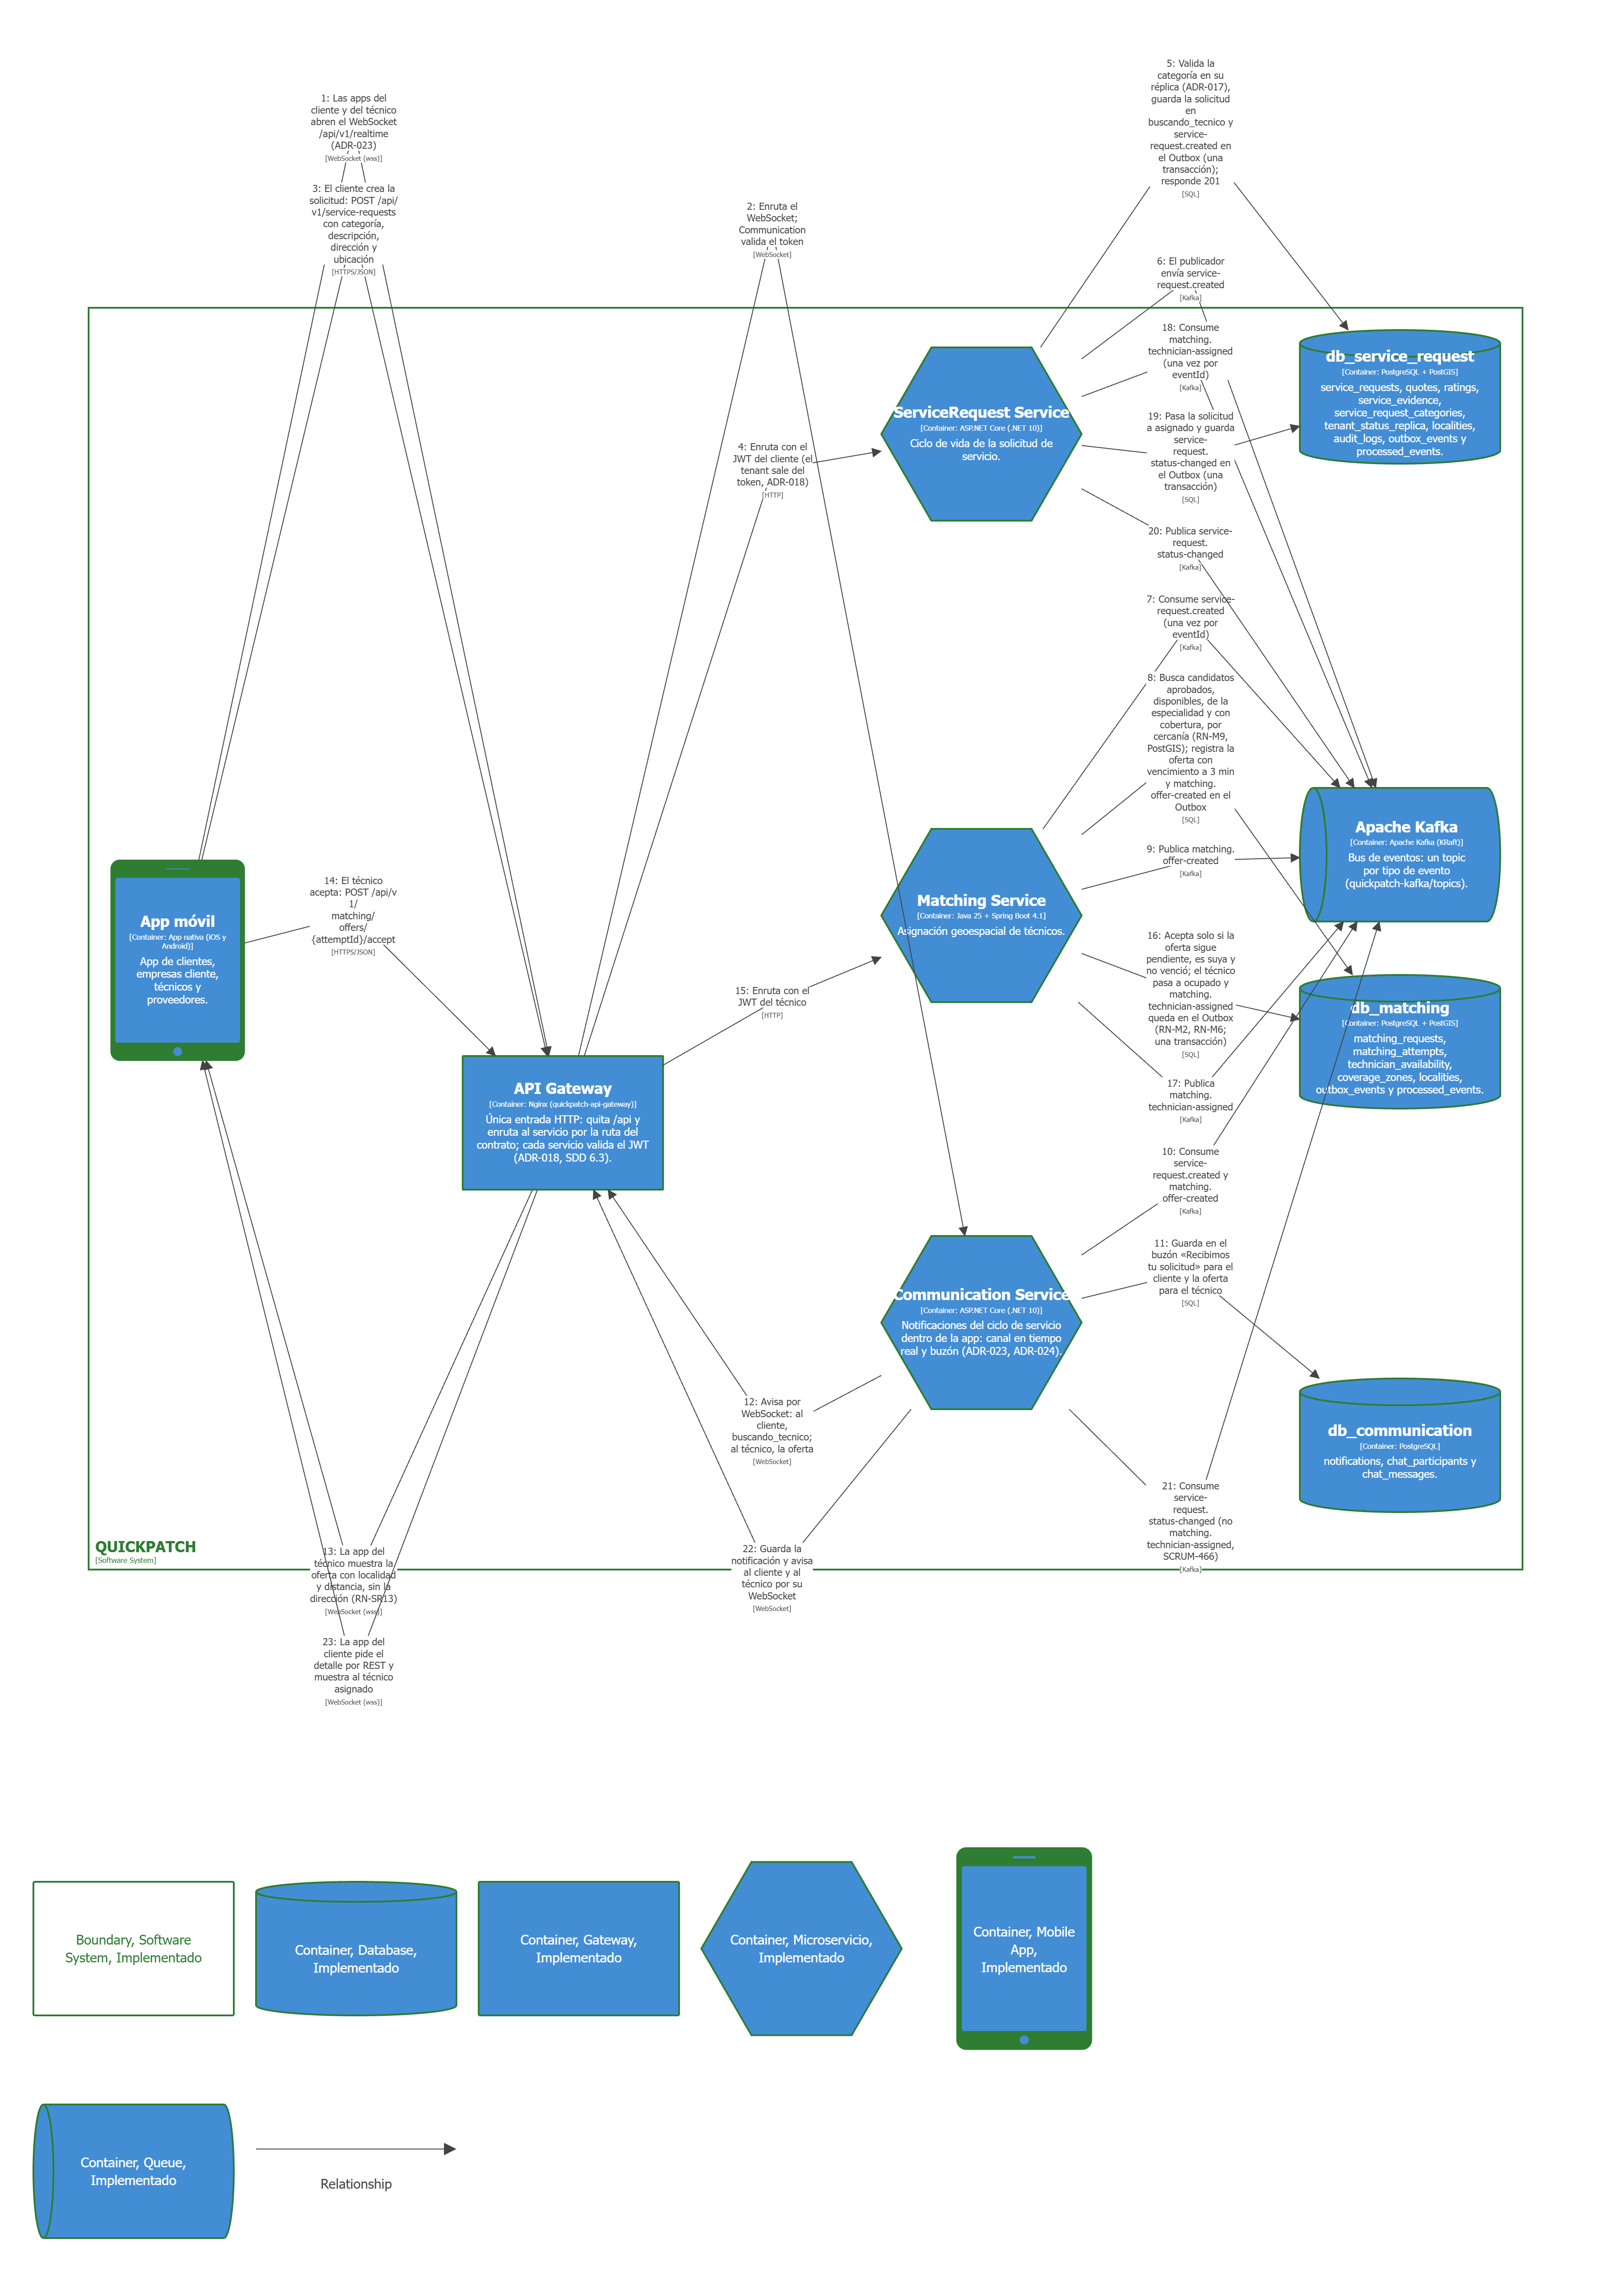 1: Las apps del
cliente y del técnico
abren el WebSocket
/api/v1/realtime
(ADR-023)
[WebSocket (wss)]
3: El cliente crea la
solicitud: POST /api/
v1/service-requests
con categoría,
descripción,
dirección y
ubicación
[HTTPS/JSON]
2: Enruta el
WebSocket;
Communication
valida el token
[WebSocket]
5: Valida la
categoría en su
réplica (ADR-017),
guarda la solicitud
en
buscando_tecnico y
service-
request.created en
el Outbox (una
transacción);
responde 201
[SQL]
6: El publicador
envía service-
request.created
[Kafka]
18: Consume
matching.
technician-assigned
(una vez por
eventId)
[Kafka]
19: Pasa la solicitud
a asignado y guarda
service-
request.
status-changed en
el Outbox (una
transacción)
[SQL]
20: Publica service-
request.
status-changed
[Kafka]
4: Enruta con el
JWT del cliente (el
tenant sale del
token, ADR-018)
[HTTP]
ServiceRequest Service
[Container: ASP.NET Core (.NET 10)]
Ciclo de vida de la solicitud de
servicio.
db_service_request
[Container: PostgreSQL + PostGIS]
service_requests, quotes, ratings,
service_evidence,
service_request_categories,
tenant_status_replica, localities,
audit_logs, outbox_events y
processed_events.
7: Consume service-
request.created
(una vez por
eventId)
[Kafka]
8: Busca candidatos
aprobados,
disponibles, de la
especialidad y con
cobertura, por
cercanía (RN-M9,
PostGIS); registra la
oferta con
vencimiento a 3 min
y matching.
offer-created en el
Outbox
[SQL]
9: Publica matching.
offer-created
[Kafka]
Apache Kafka
[Container: Apache Kafka (KRaft)]
Bus de eventos: un topic
por tipo de evento
(quickpatch-kafka/topics).
Matching Service
[Container: Java 25 + Spring Boot 4.1]
Asignación geoespacial de técnicos.
App móvil
[Container: App nativa (iOS y
Android)]
App de clientes,
empresas cliente,
técnicos y
proveedores.
14: El técnico
acepta: POST /api/v
1/
matching/
offers/
{attemptId}/accept
[HTTPS/JSON]
15: Enruta con el
JWT del técnico
[HTTP]
16: Acepta solo si la
oferta sigue
pendiente, es suya y
no venció; el técnico
pasa a ocupado y
matching.
technician-assigned
queda en el Outbox
(RN-M2, RN-M6;
una transacción)
[SQL]
db_matching
[Container: PostgreSQL + PostGIS]
matching_requests,
matching_attempts,
technician_availability,
coverage_zones, localities,
outbox_events y processed_events.
17: Publica
matching.
technician-assigned
[Kafka]
API Gateway
[Container: Nginx (quickpatch-api-gateway)]
Única entrada HTTP: quita /api y
enruta al servicio por la ruta del
contrato; cada servicio valida el JWT
(ADR-018, SDD 6.3).
10: Consume
service-
request.created y
matching.
offer-created
[Kafka]
11: Guarda en el
buzón «Recibimos
tu solicitud» para el
cliente y la oferta
para el técnico
[SQL]
Communication Service
[Container: ASP.NET Core (.NET 10)]
Notificaciones del ciclo de servicio
dentro de la app: canal en tiempo
real y buzón (ADR-023, ADR-024).
12: Avisa por
WebSocket: al
cliente,
buscando_tecnico;
al técnico, la oferta
[WebSocket]
db_communication
[Container: PostgreSQL]
notifications, chat_participants y
chat_messages.
21: Consume
service-
request.
status-changed (no
matching.
technician-assigned,
SCRUM-466)
[Kafka]
22: Guarda la
notificación y avisa
al cliente y al
técnico por su
WebSocket
[WebSocket]
QUICKPATCH
[Software System]
13: La app del
técnico muestra la
oferta con localidad
y distancia, sin la
dirección (RN-SR13)
[WebSocket (wss)]
23: La app del
cliente pide el
detalle por REST y
muestra al técnico
asignado
[WebSocket (wss)]
Boundary, Software
System, Implementado
Container, Database,
Implementado
Container, Gateway,
Implementado
Container, Microservicio,
Implementado
Container, Mobile
App,
Implementado
Container, Queue,
Implementado
Relationship